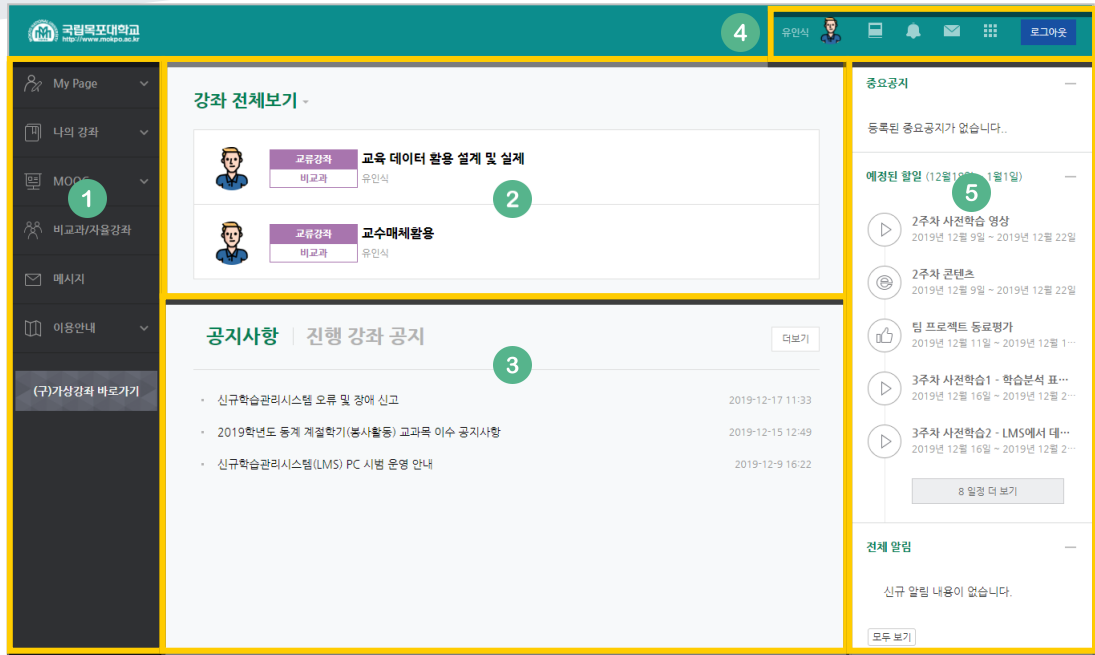 국립목포대학교
http://www.mokpo.ac.kr
4
유인식
로그아웃
My Page
나의 강좌
MOOC
1
비교과/자율강좌
메시지
이용안내
(구)가상강좌 바로가기
강좌 전체보기
교류강좌
비교과
교육 데이터 활용 설계 및 실제
유인식
2
교류강좌
비교과
교수매체활용
유인식
공지사항
진행 강좌 공지
더보기
3
신규학습관리시스템 오류 및 장애 신고 2019-12-17 11:33
2019학년도 동계 계절학기(봉사활동) 교과목 이수 공지사항 2019-12-15 12:49
신규학습관리시스템(LMS) PC 시범 운영 안내 2019-12-9 16:22
중요공지
등록된 중요공지가 없습니다..
예정된 할일 (12월18일 ~ 1월1일)
5
2주차 사전학습 영상
2019년 12월 9일 ~ 2019년 12월 22일
2주차 콘텐츠
2019년 12월 9일 ~ 2019년 12월 22일
팀 프로젝트 동료평가
2019년 12월 11일 ~ 2019년 12월 1…
3주차 사전학습1 - 학습분석 표…
2019년 12월 16일 ~ 2019년 12월 2…
3주차 사전학습2 - LMS에서 데…
2019년 12월 16일 ~ 2019년 12월 2…
8 일정 더 보기
전체 알림
신규 알림 내용이 없습니다.
모두 보기